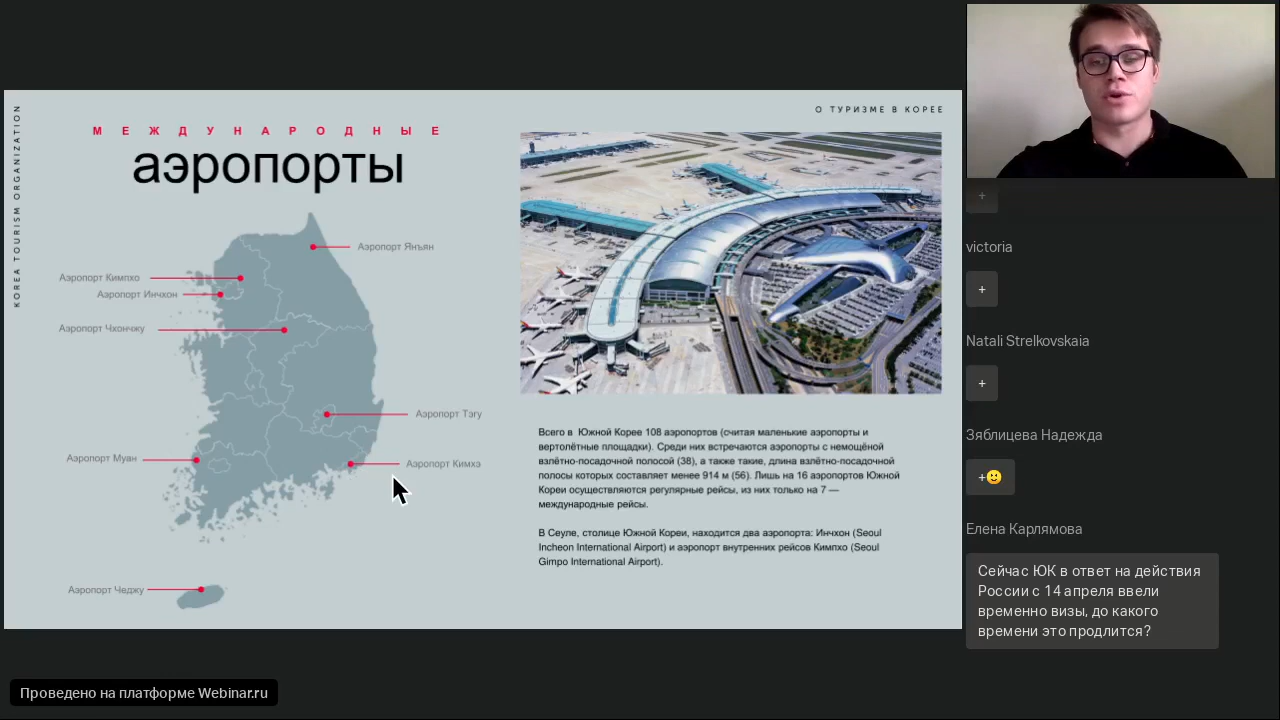 KOREA TOURISM ORGANIZATION
О ТУРИЗМЕ В КОРЕЕ
МЕЖДУНАРОДНЫЕ
аэропорты
Аэропорт Янъян
Аэропорт Кимпхо
Аэропорт Инчхон
Аэропорт Чхончжу
Аэропорт Тэгу
Аэропорт Муан
Аэропорт Кимхэ
Аэропорт Чеджу
Всего в Южной Корее 108 аэропортов (считая маленькие аэропорты и
вертолётные площадки). Среди них встречаются аэропорты с немощёной
взлётно-посадочной полосой (38), а также такие, длина взлётно-посадочной
полосы которых составляет менее 914 м (56). Лишь на 16 аэропортов Южной
Кореи осуществляются регулярные рейсы, из них только на 7 —
международные рейсы.
В Сеуле, столице Южной Кореи, находится два аэропорта: Инчхон (Seoul
Incheon International Airport) и аэропорт внутренних рейсов Кимпхо (Seoul
Gimpo International Airport).
+
victoria
+
Natali Strelkovskaia
+
Зяблицева Надежда
+🙂
Елена Карлямова
Сейчас ЮК в ответ на действия
России с 14 апреля ввели
временно визы, до какого
времени это продлится?
Проведено на платформе Webinar.ru